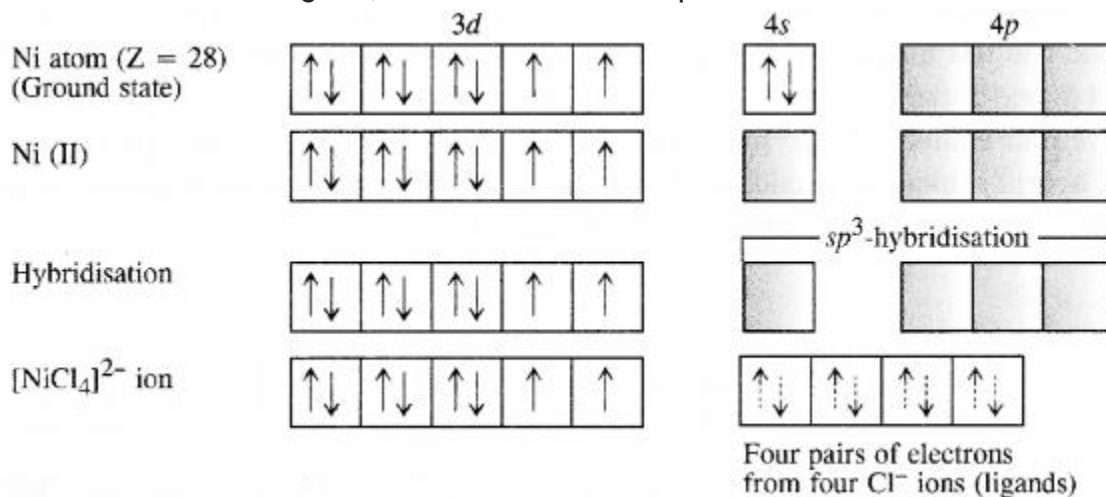 3d 4s 4p
Ni atom (Z = 28)
(Ground state)
Ni (II)
sp³-hybridisation
Hybridisation
[NiCl₄]²⁻ ion
Four pairs of electrons
from four Cl⁻ ions (ligands)